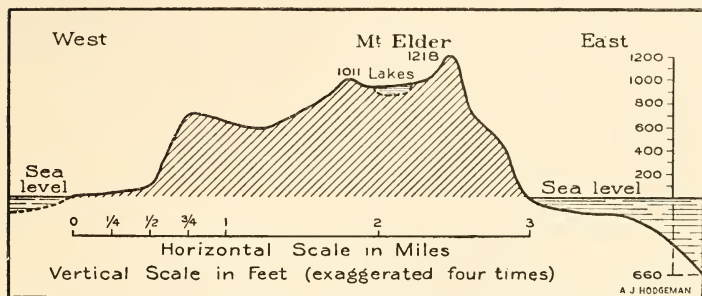 West
Mt Elder
East
1218
1011 Lakes
1200
1000
800
600
400
200
Sea level
Sea level
0 1/4 1/2 3/4 1 2 3
Horizontal Scale in Miles
Vertical Scale in Feet (exaggerated four times)
660
A J HODGEMAN